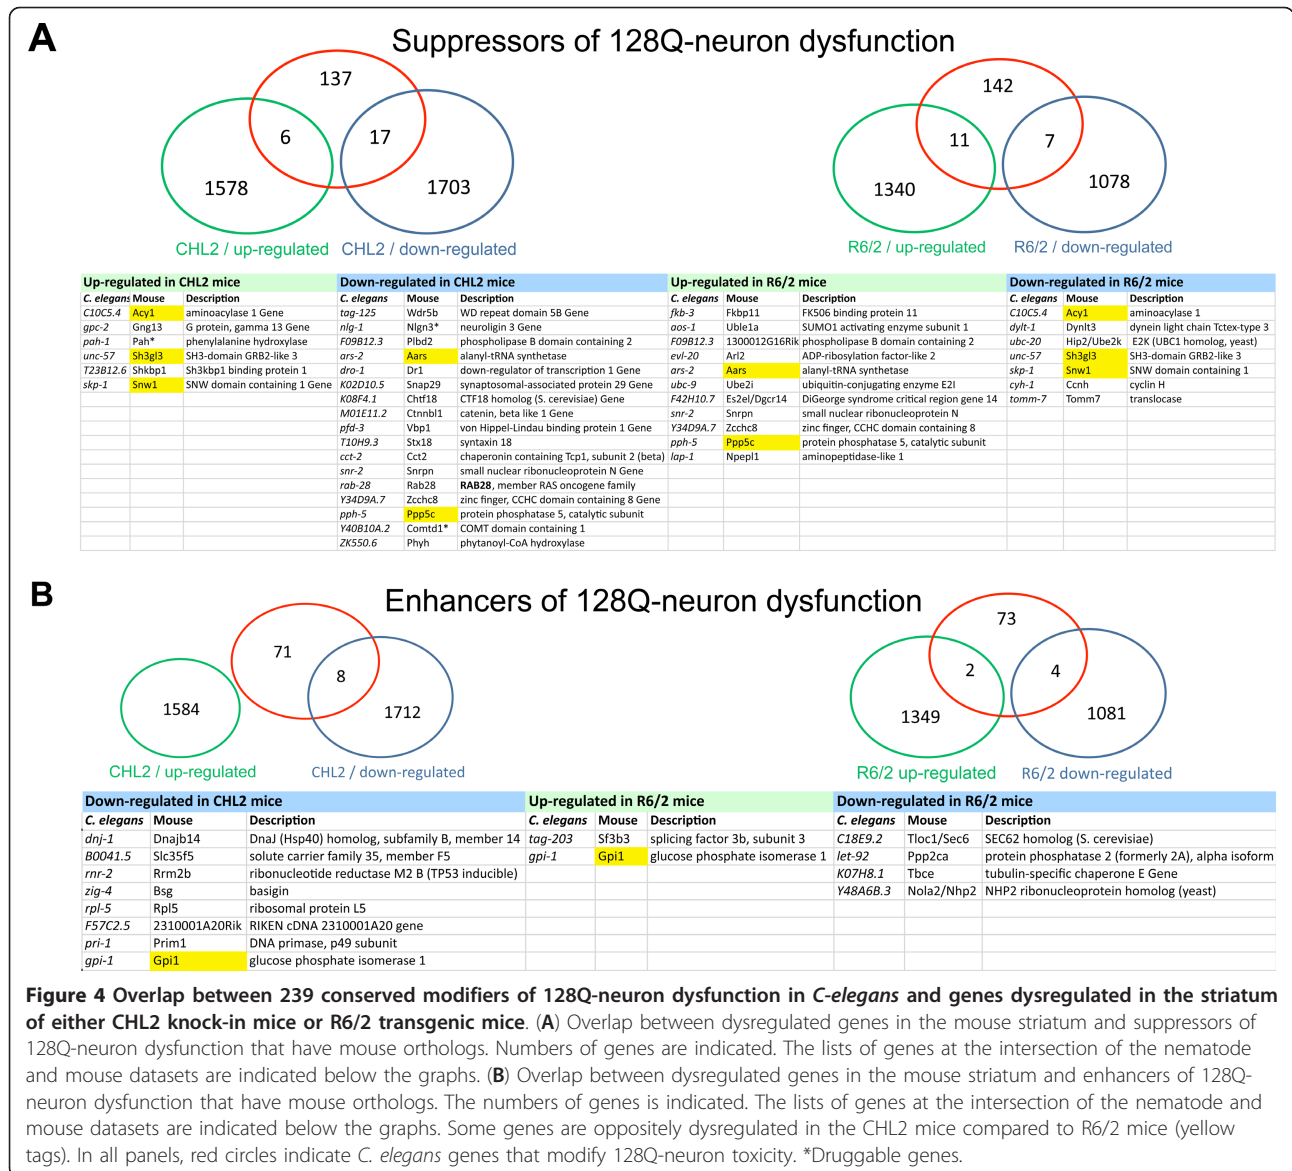 A
Suppressors of 128Q-neuron dysfunction
137
6
17
1578
1703
CHL2 / up-regulated
CHL2 / down-regulated
142
11
7
1340
1078
R6/2 / up-regulated
R6/2 / down-regulated
Up-regulated in CHL2 mice
C. elegans Mouse Description
C10C5.4 Acy1 aminoacylase 1 Gene
gpc-2 Gng13 G protein, gamma 13 Gene
pah-1 Pah* phenylalanine hydroxylase
unc-57 Sh3gl3 SH3-domain GRB2-like 3
T23B12.6 Shkbp1 Sh3kbp1 binding protein 1
skp-1 Snw1 SNW domain containing 1 Gene
Down-regulated in CHL2 mice
C. elegans Mouse Description
tag-125 Wdr5b WD repeat domain 5B Gene
nlg-1 Nlgn3* neuroligin 3 Gene
F09B12.3 Plbd2 phospholipase B domain containing 2
ars-2 Aars alanyl-tRNA synthetase
dro-1 Dr1 down-regulator of transcription 1 Gene
K02D10.5 Snap29 synaptosomal-associated protein 29 Gene
K08F4.1 Chtf18 CTF18 homolog (S. cerevisiae) Gene
M01E11.2 Ctnnbl1 catenin, beta like 1 Gene
pfd-3 Vbp1 von Hippel-Lindau binding protein 1 Gene
T10H9.3 Stx18 syntaxin 18
cct-2 Cct2 chaperonin containing Tcp1, subunit 2 (beta)
snr-2 Snrpn small nuclear ribonucleoprotein N Gene
rab-28 Rab28 RAB28, member RAS oncogene family
Y34D9A.7 Zcchc8 zinc finger, CCHC domain containing 8 Gene
pph-5 Ppp5c protein phosphatase 5, catalytic subunit
Y40B10A.2 Comtd1* COMT domain containing 1
ZK550.6 Phyh phytanoyl-CoA hydroxylase
Up-regulated in R6/2 mice
C. elegans Mouse Description
fkb-3 Fkbp11 FK506 binding protein 11
aos-1 Uble1a SUMO1 activating enzyme subunit 1
F09B12.3 1300012G16Rik phospholipase B domain containing 2
evl-20 Arl2 ADP-ribosylation factor-like 2
ars-2 Aars alanyl-tRNA synthetase
ubc-9 Ube2i ubiquitin-conjugating enzyme E2I
F42H10.7 Es2el/Dgcr14 DiGeorge syndrome critical region gene 14
snr-2 Snrpn small nuclear ribonucleoprotein N
Y34D9A.7 Zcchc8 zinc finger, CCHC domain containing 8
pph-5 Ppp5c protein phosphatase 5, catalytic subunit
lap-1 Npepl1 aminopeptidase-like 1
Down-regulated in R6/2 mice
C. elegans Mouse Description
C10C5.4 Acy1 aminoacylase 1
dylt-1 Dynlt3 dynein light chain Tctex-type 3
ubc-20 Hip2/Ube2k E2K (UBC1 homolog, yeast)
unc-57 Sh3gl3 SH3-domain GRB2-like 3
skp-1 Snw1 SNW domain containing 1
cyh-1 Ccnh cyclin H
tomm-7 Tomm7 translocase
B
Enhancers of 128Q-neuron dysfunction
71
8
1584
1712
CHL2 / up-regulated
CHL2 / down-regulated
73
2
4
1349
1081
R6/2 up-regulated
R6/2 down-regulated
Down-regulated in CHL2 mice
C. elegans Mouse Description
dnj-1 Dnajb14 DnaJ (Hsp40) homolog, subfamily B, member 14
B0041.5 Slc35f5 solute carrier family 35, member F5
rnr-2 Rrm2b ribonucleotide reductase M2 B (TP53 inducible)
zig-4 Bsg basigin
rpl-5 Rpl5 ribosomal protein L5
F57C2.5 2310001A20Rik RIKEN cDNA 2310001A20 gene
pri-1 Prim1 DNA primase, p49 subunit
gpi-1 Gpi1 glucose phosphate isomerase 1
Up-regulated in R6/2 mice
C. elegans Mouse Description
tag-203 Sf3b3 splicing factor 3b, subunit 3
gpi-1 Gpi1 glucose phosphate isomerase 1
Down-regulated in R6/2 mice
C. elegans Mouse Description
C18E9.2 Tloc1/Sec6 SEC62 homolog (S. cerevisiae)
let-92 Ppp2ca protein phosphatase 2 (formerly 2A), alpha isoform
K07H8.1 Tbce tubulin-specific chaperone E Gene
Y48A6B.3 Nola2/Nhp2 NHP2 ribonucleoprotein homolog (yeast)
Figure 4 Overlap between 239 conserved modifiers of 128Q-neuron dysfunction in C-elegans and genes dysregulated in the striatum
of either CHL2 knock-in mice or R6/2 transgenic mice. (A) Overlap between dysregulated genes in the mouse striatum and suppressors of
128Q-neuron dysfunction that have mouse orthologs. Numbers of genes are indicated. The lists of genes at the intersection of the nematode
and mouse datasets are indicated below the graphs. (B) Overlap between dysregulated genes in the mouse striatum and enhancers of 128Q-
neuron dysfunction that have mouse orthologs. The numbers of genes is indicated. The lists of genes at the intersection of the nematode and
mouse datasets are indicated below the graphs. Some genes are oppositely dysregulated in the CHL2 mice compared to R6/2 mice (yellow
tags). In all panels, red circles indicate C. elegans genes that modify 128Q-neuron toxicity. *Druggable genes.